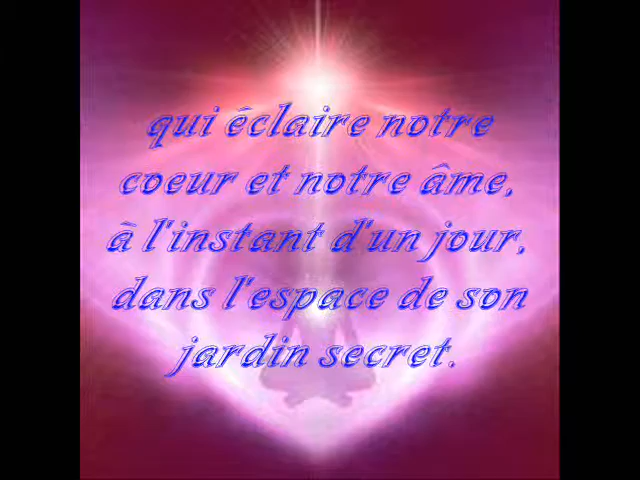 qui éclaire notre
coeur et notre âme,
à l'instant d'un jour,
dans l'espace de son
jardin secret.